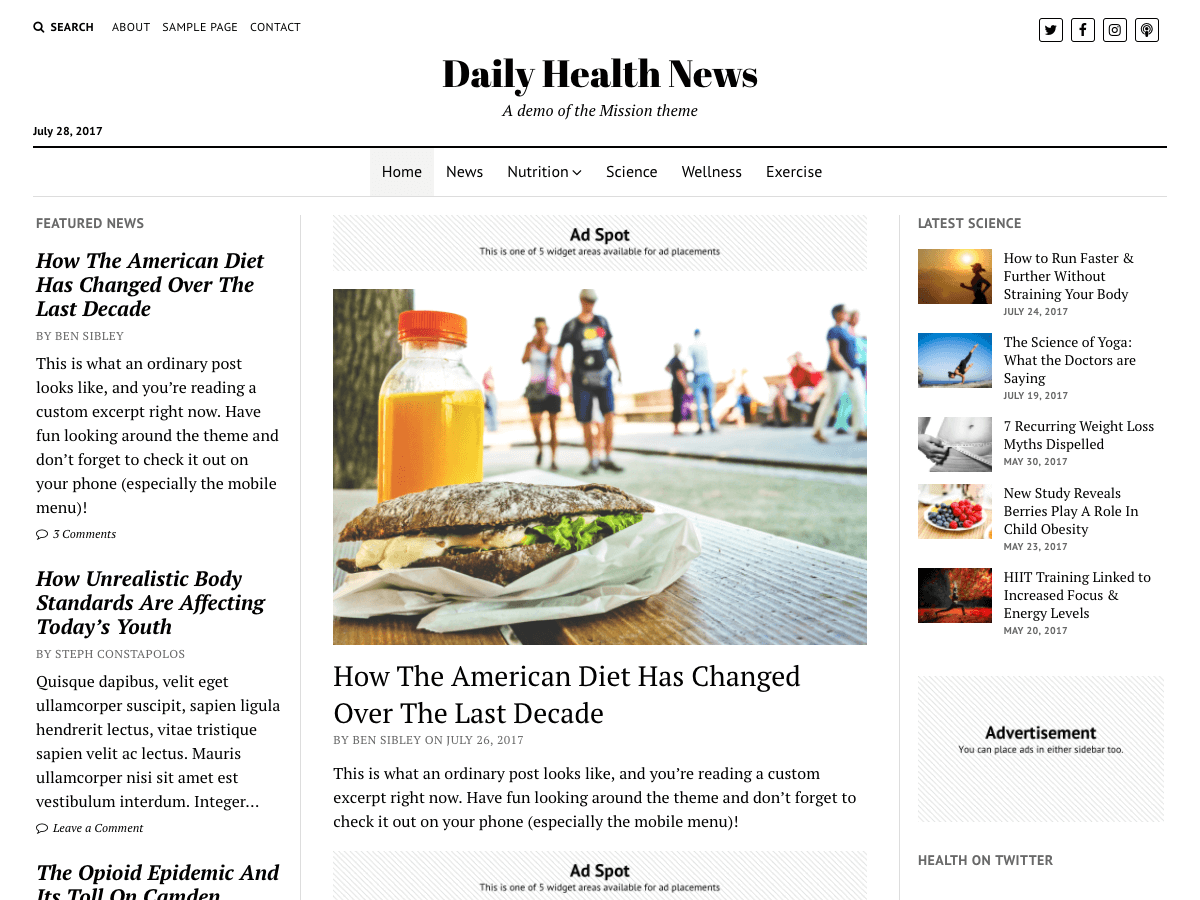 SEARCH ABOUT SAMPLE PAGE CONTACT
Daily Health News
A demo of the Mission theme
July 28, 2017
Home News Nutrition Science Wellness Exercise
FEATURED NEWS
How The American Diet
Has Changed Over The
Last Decade
BY BEN SIBLEY
This is what an ordinary post
looks like, and you’re reading a
custom excerpt right now. Have
fun looking around the theme and
don’t forget to check it out on
your phone (especially the mobile
menu)!
3 Comments
How Unrealistic Body
Standards Are Affecting
Today’s Youth
BY STEPH CONSTAPOLOS
Quisque dapibus, velit eget
ullamcorper suscipit, sapien ligula
hendrerit lectus, vitae tristique
sapien velit ac lectus. Mauris
ullamcorper nisi sit amet est
vestibulum interdum. Integer…
Leave a Comment
The Opioid Epidemic And
Its Toll On Camden
Ad Spot
This is one of 5 widget areas available for ad placements
How The American Diet Has Changed
Over The Last Decade
BY BEN SIBLEY ON JULY 26, 2017
This is what an ordinary post looks like, and you’re reading a custom
excerpt right now. Have fun looking around the theme and don’t forget to
check it out on your phone (especially the mobile menu)!
Ad Spot
This is one of 5 widget areas available for ad placements
LATEST SCIENCE
How to Run Faster &
Further Without
Straining Your Body
JULY 24, 2017
The Science of Yoga:
What the Doctors are
Saying
JULY 19, 2017
7 Recurring Weight Loss
Myths Dispelled
MAY 30, 2017
New Study Reveals
Berries Play A Role In
Child Obesity
MAY 23, 2017
HIIT Training Linked to
Increased Focus &
Energy Levels
MAY 20, 2017
Advertisement
You can place ads in either sidebar too.
HEALTH ON TWITTER